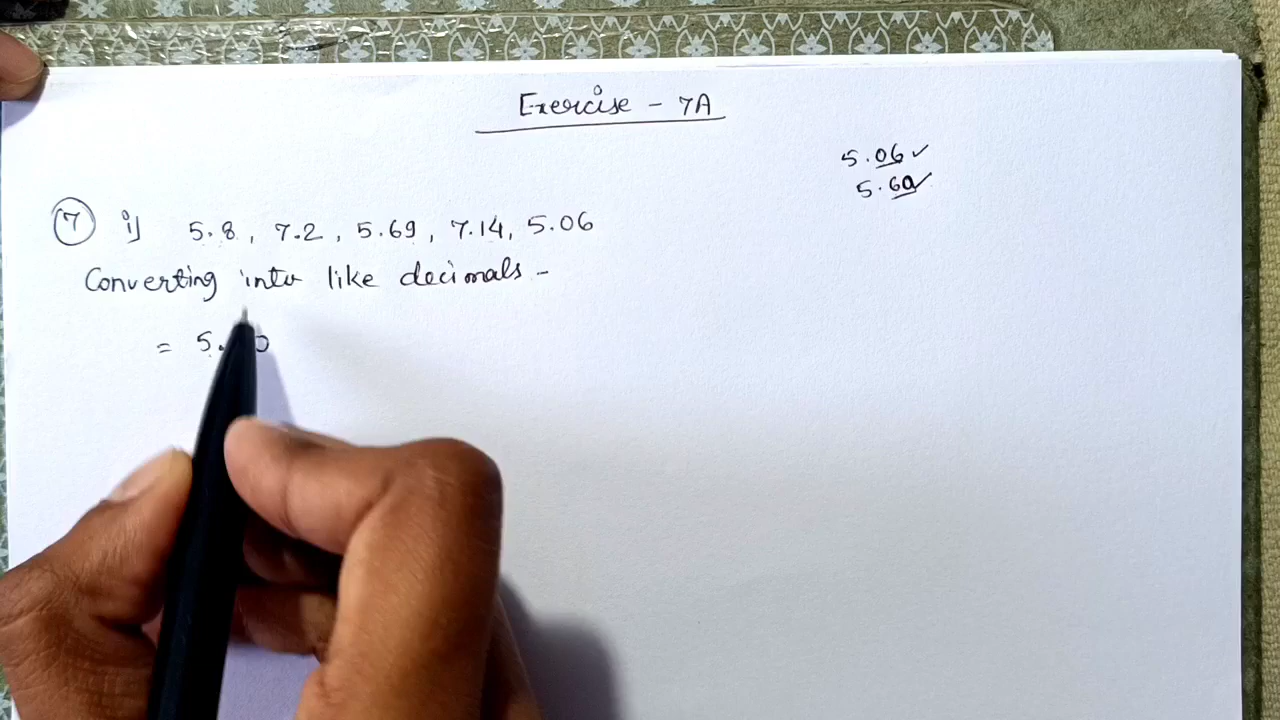 Exercise - 7A
5.06 ✓
5.60 ✓
7 i) 5.8, 7.2, 5.69, 7.14, 5.06
Converting into like decimals -
= 5.